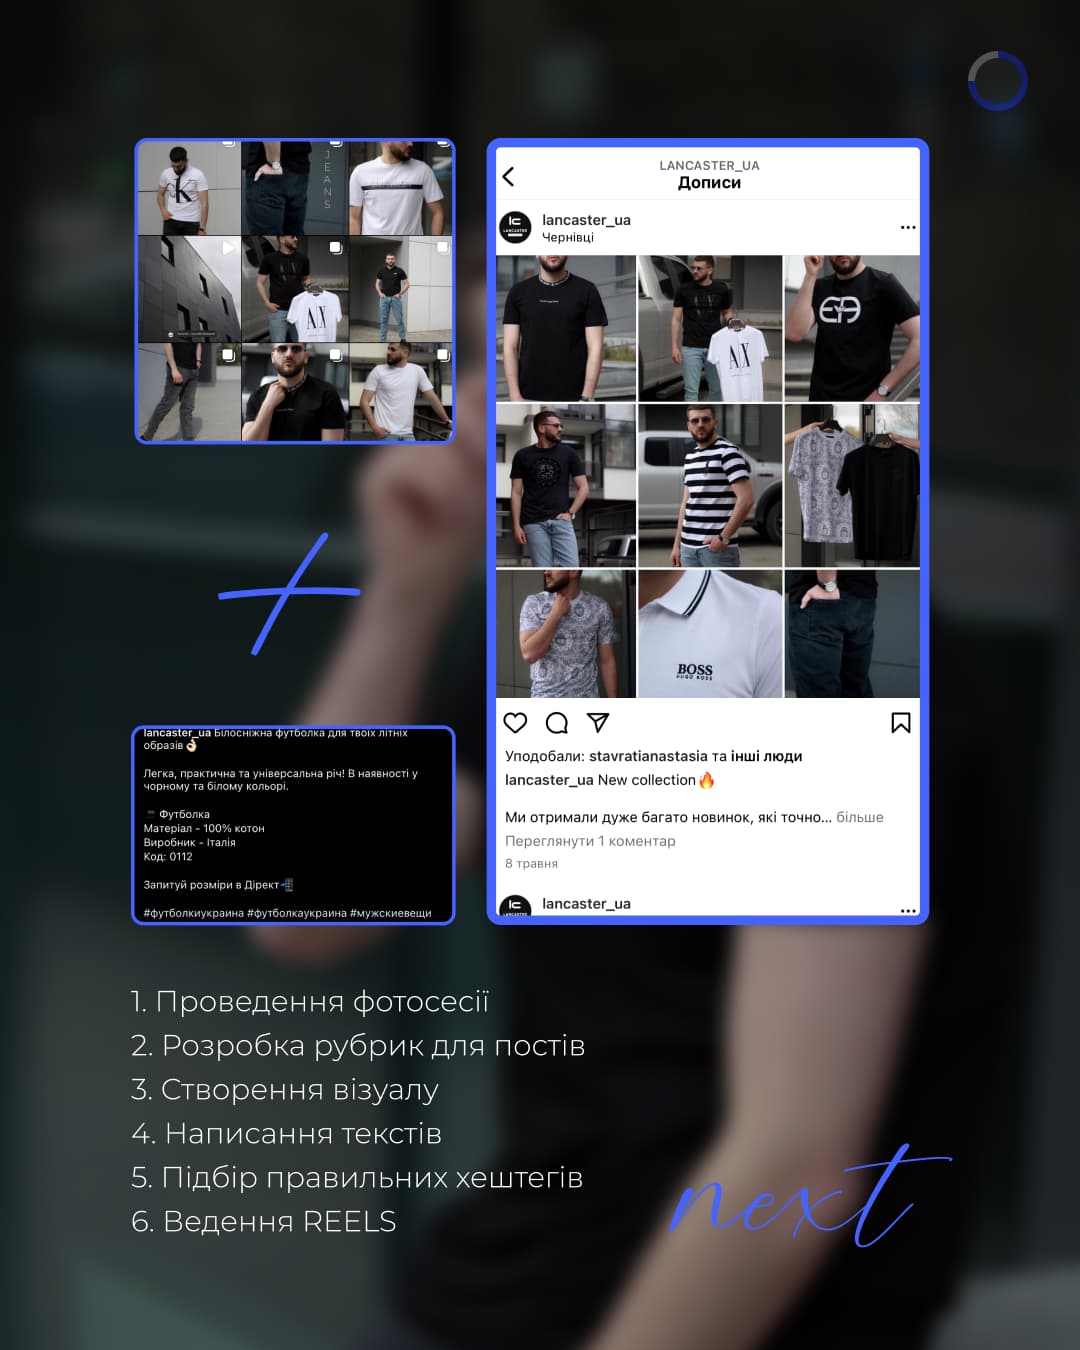 JEANS
AX
LANCASTER_UA
Дописи
lancaster_ua
Чернівці
AX
EA
BOSS
HUGO BOSS
Уподобали: stavratianastasia та інші люди
lancaster_ua New collection🔥
Ми отримали дуже багато новинок, які точно... більше
Переглянути 1 коментар
8 травня
lancaster_ua
lancaster_ua Білосніжна футболка для твоїх літніх
образів👌🏻
Легка, практична та універсальна річ! В наявності у
чорному та білому кольорі.
Футболка
Матеріал - 100% котон
Виробник - Італія
Код: 0112
Запитуй розміри в Дірект📲
#футболкиукраина #футболкаукраина #мужскиевещи
1. Проведення фотосесії
2. Розробка рубрик для постів
3. Створення візуалу
4. Написання текстів
5. Підбір правильних хештегів
6. Ведення REELS
next